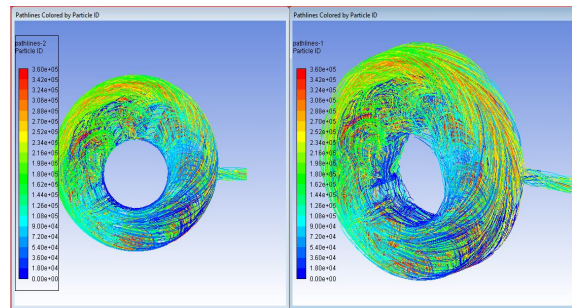 Pathlines Colored by Particle ID
pathlines-2
Particle ID
3.60e+05
3.42e+05
3.24e+05
3.06e+05
2.88e+05
2.70e+05
2.52e+05
2.34e+05
2.16e+05
1.98e+05
1.80e+05
1.62e+05
1.44e+05
1.26e+05
1.08e+05
9.00e+04
7.20e+04
5.40e+04
3.60e+04
1.80e+04
0.00e+00
Pathlines Colored by Particle ID
pathlines-1
Particle ID
3.60e+05
3.42e+05
3.24e+05
3.06e+05
2.88e+05
2.70e+05
2.52e+05
2.34e+05
2.16e+05
1.98e+05
1.80e+05
1.62e+05
1.44e+05
1.26e+05
1.08e+05
9.00e+04
7.20e+04
5.40e+04
3.60e+04
1.80e+04
0.00e+00